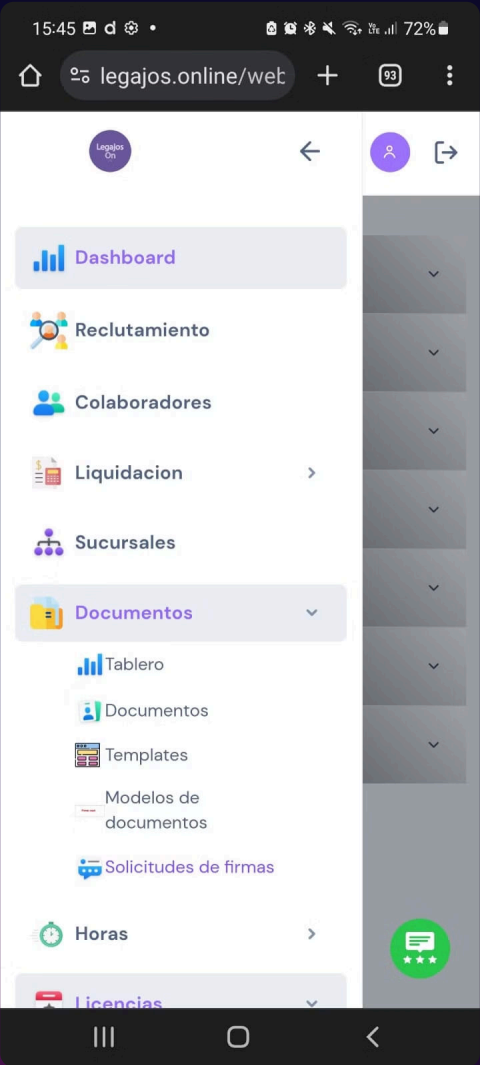 15:45
72%
legajos.online/web
93
Legajos
On
Dashboard
Reclutamiento
Colaboradores
Liquidacion
Sucursales
Documentos
Tablero
Documentos
Templates
Modelos de
documentos
Solicitudes de firmas
Horas
Licencias